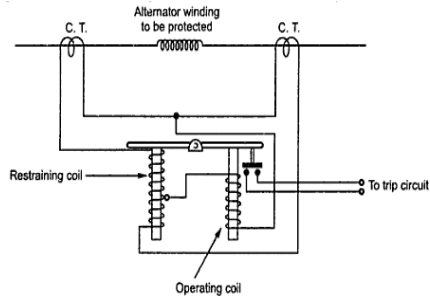 Alternator winding
to be protected
C. T.
C. T.
Restraining coil
To trip circuit
Operating coil